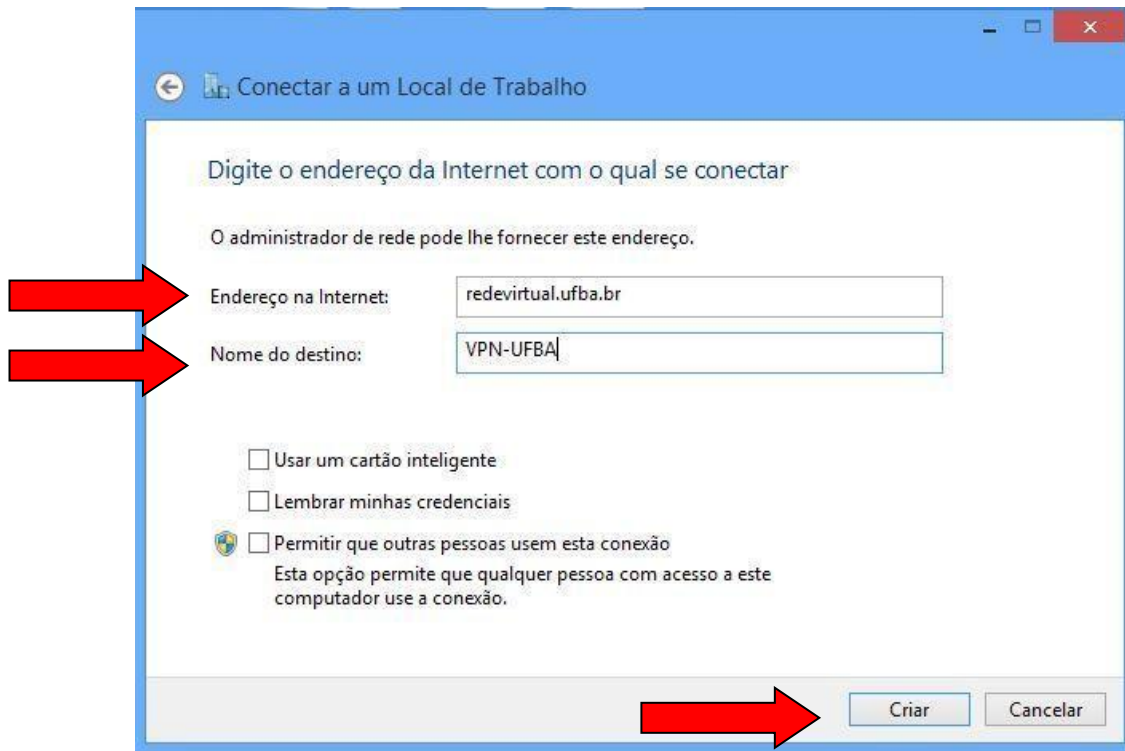 Conectar a um Local de Trabalho
Digite o endereço da Internet com o qual se conectar
O administrador de rede pode lhe fornecer este endereço.
Endereço na Internet: redevirtual.ufba.br
Nome do destino: VPN-UFBA
Usar um cartão inteligente
Lembrar minhas credenciais
Permitir que outras pessoas usem esta conexão
Esta opção permite que qualquer pessoa com acesso a este
computador use a conexão.
Criar Cancelar